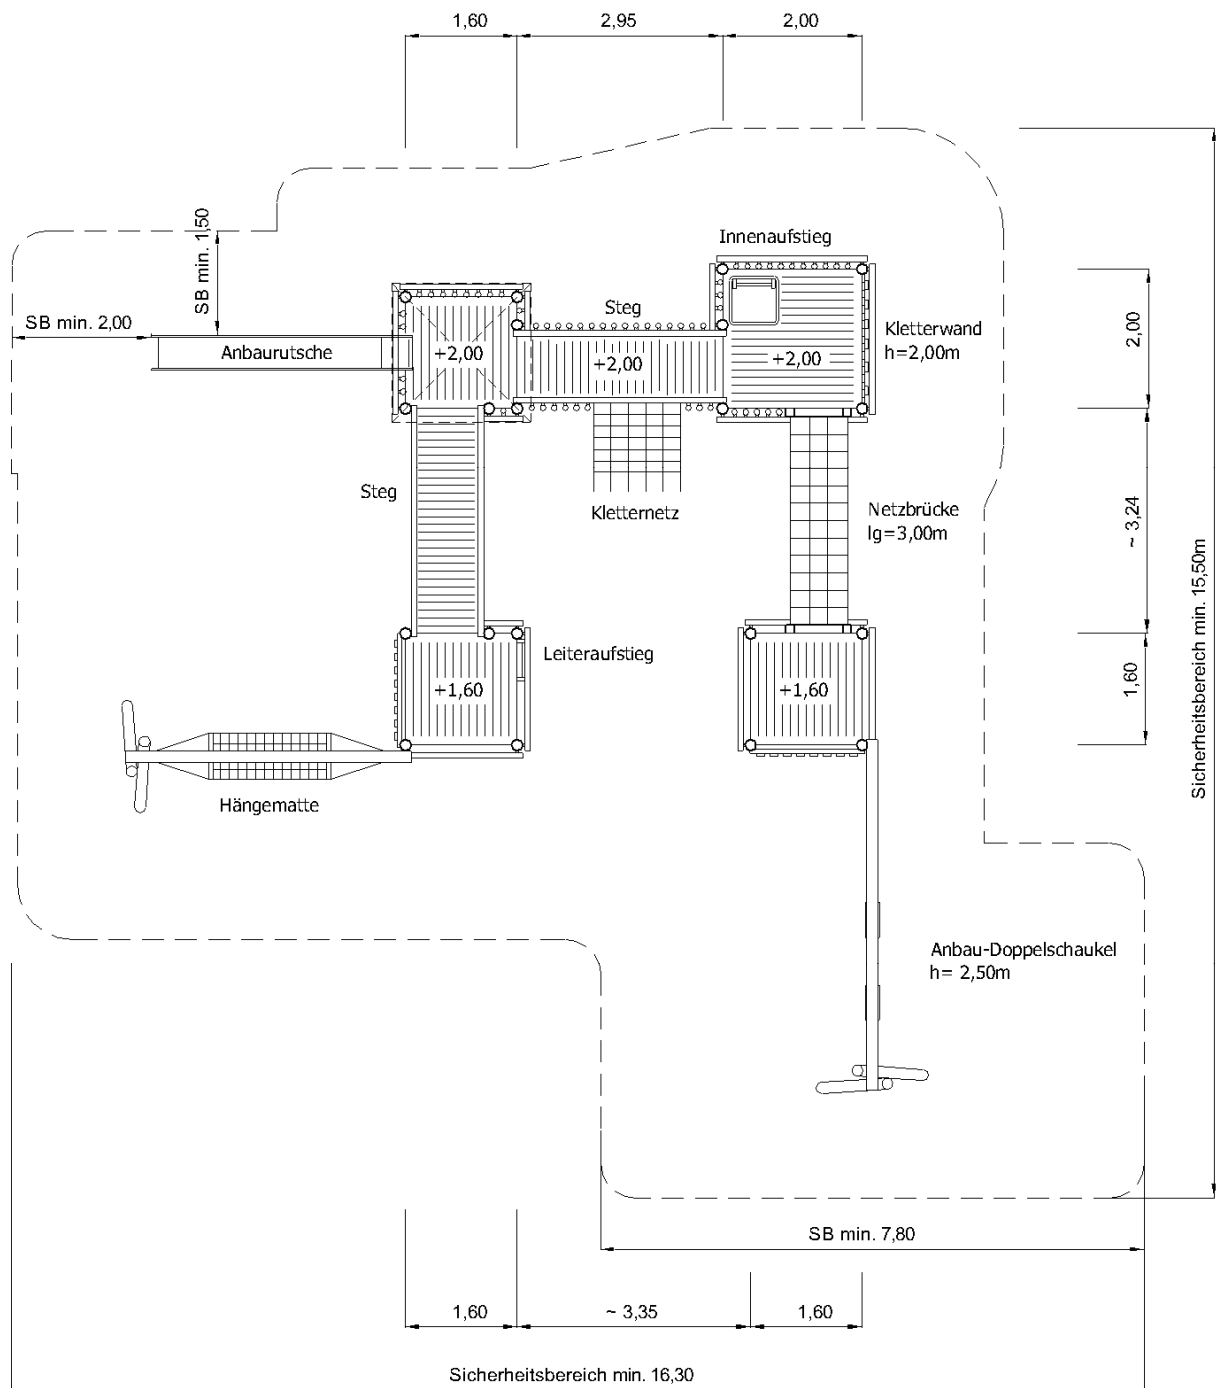 1,60
2,95
2,00
SB min. 1,50
SB min. 2,00
Innenaufstieg
Steg
Kletterwand
h=2,00m
2,00
Anbaurutsche
+2,00
+2,00
+2,00
Steg
Kletternetz
Netzbrücke
lg=3,00m
~ 3,24
Sicherheitsbereich min. 15,50m
Leiteraufstieg
+1,60
+1,60
1,60
Hängematte
Anbau-Doppelschaukel
h= 2,50m
SB min. 7,80
1,60
~ 3,35
1,60
Sicherheitsbereich min. 16,30